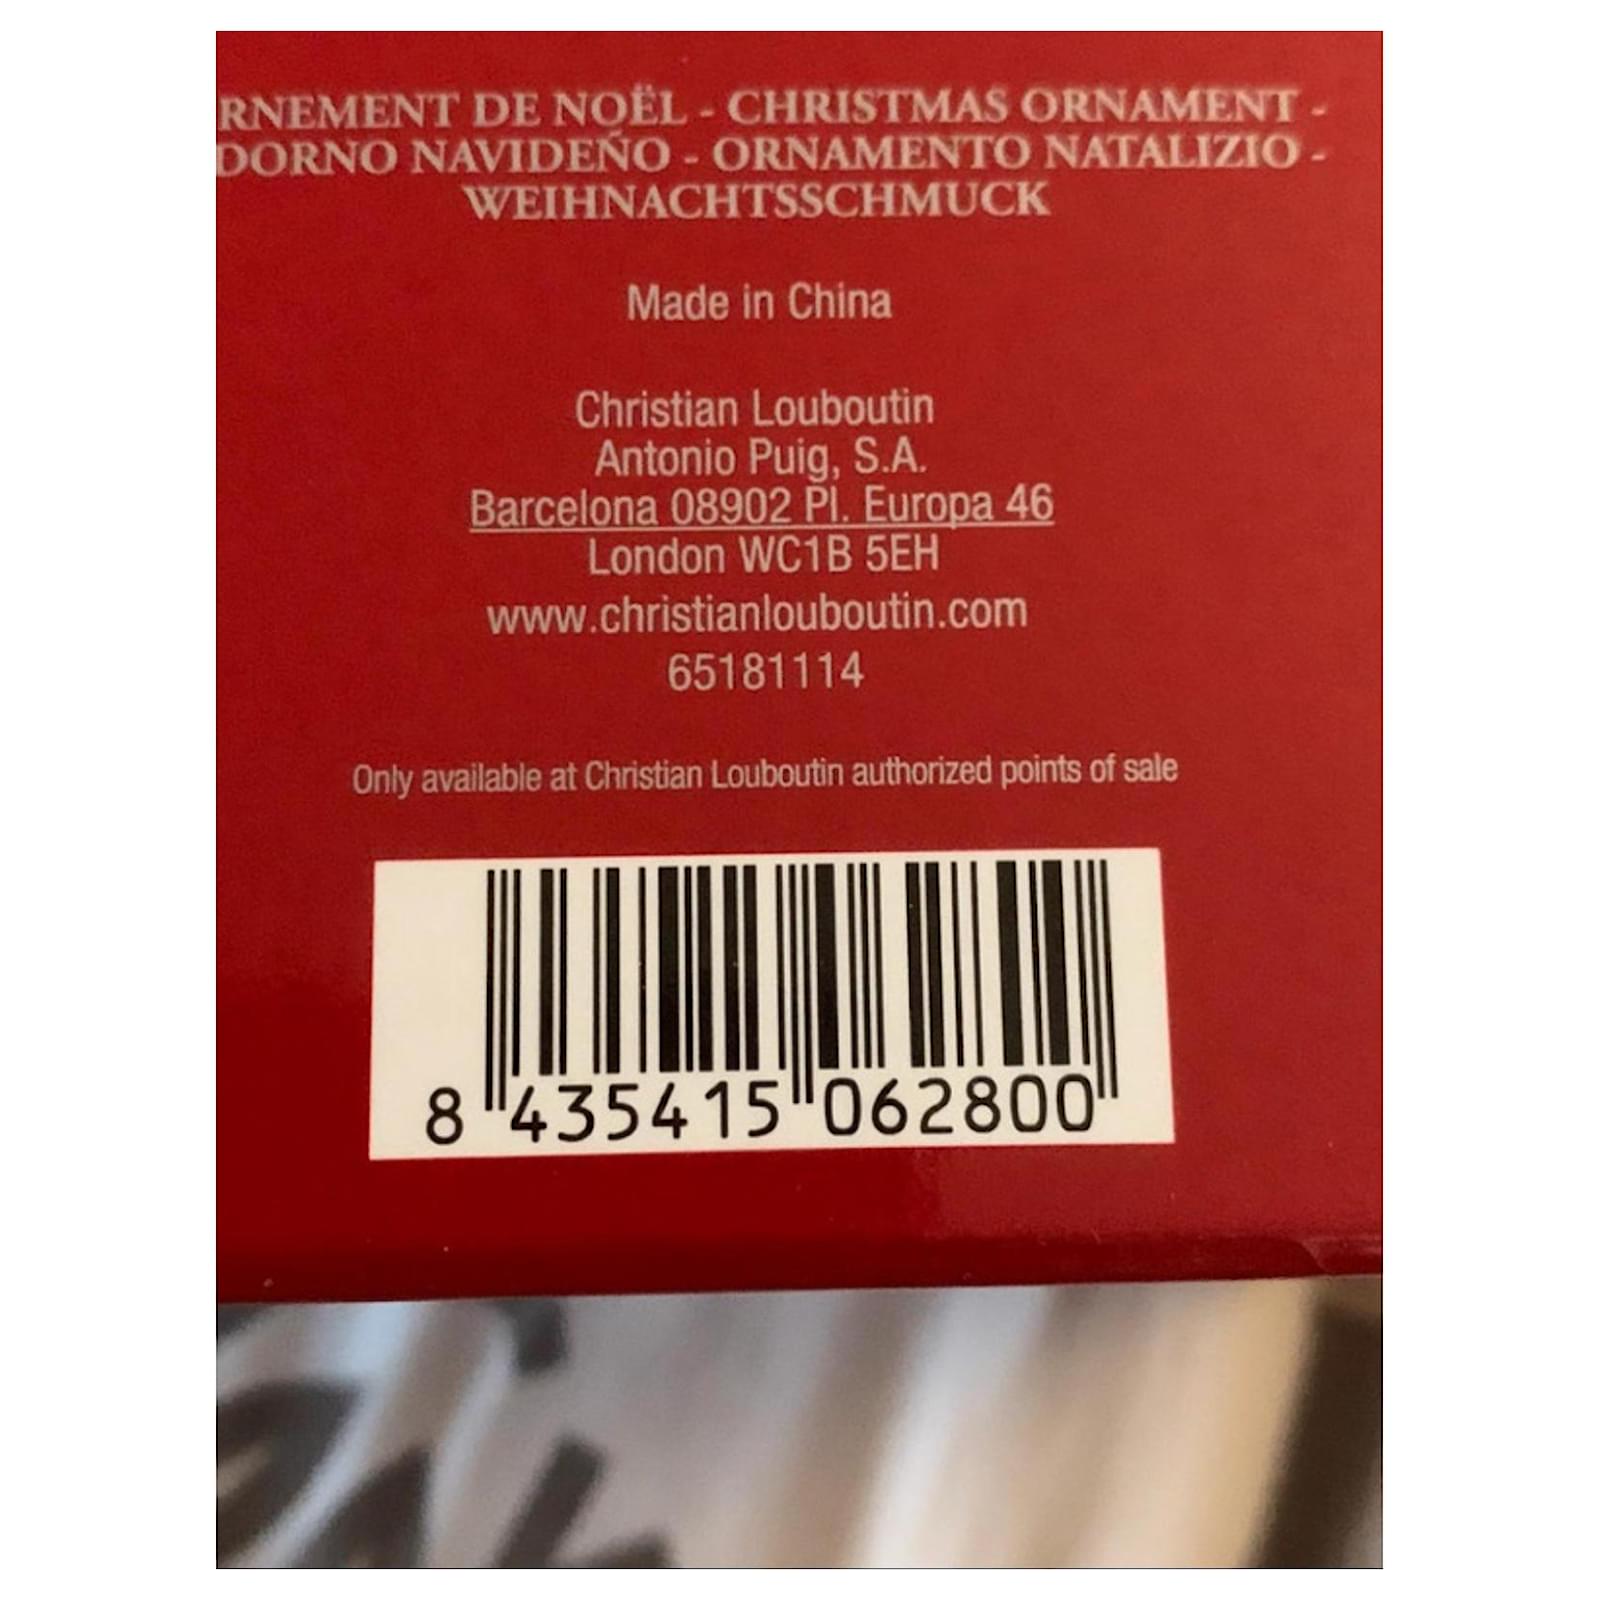 RNEMENT DE NOËL - CHRISTMAS ORNAMENT -
DORNO NAVIDEÑO - ORNAMENTO NATALIZIO -
WEIHNACHTSSCHMUCK
Made in China
Christian Louboutin
Antonio Puig, S.A.
Barcelona 08902 Pl. Europa 46
London WC1B 5EH
www.christianlouboutin.com
65181114
Only available at Christian Louboutin authorized points of sale
8 435415 062800